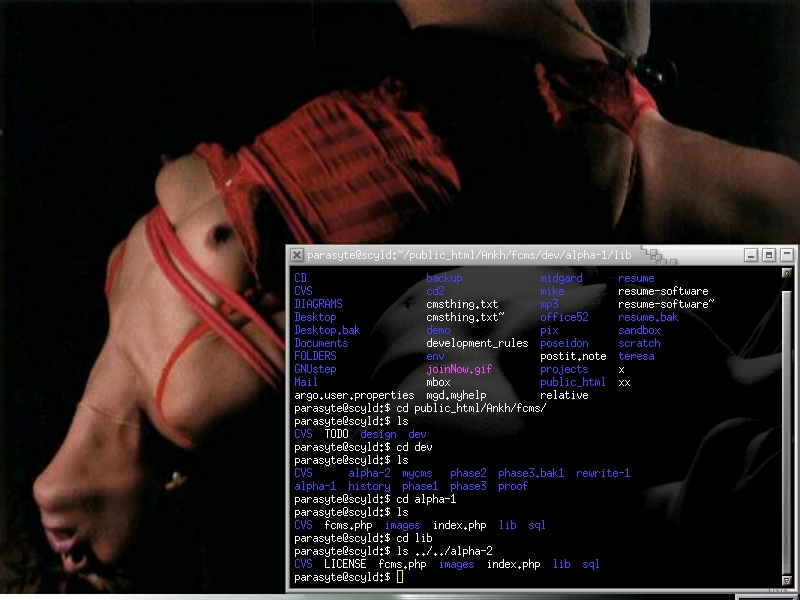 parasyte@scyld:~/public_html/Ankh/fcms/dev/alpha-1/lib
CD backup midgard resume
CVS cd2 mike resume-software
DIAGRAMS cmsthing.txt mp3 resume-software~
Desktop cmsthing.txt~ office52 resume.bak
Desktop.bak demo pix sandbox
Documents development_rules poseidon scratch
FOLDERS env postit.note teresa
GNUstep joinNow.gif projects x
Mail mbox public_html xx
argo.user.properties mgd.myhelp relative
parasyte@scyld:$ cd public_html/Ankh/fcms/
parasyte@scyld:$ ls
CVS TODO design dev
parasyte@scyld:$ cd dev
parasyte@scyld:$ ls
CVS alpha-2 mycms phase2 phase3.bak1 rewrite-1
alpha-1 history phase1 phase3 proof
parasyte@scyld:$ cd alpha-1
parasyte@scyld:$ ls
CVS fcms.php images index.php lib sql
parasyte@scyld:$ cd lib
parasyte@scyld:$ ls ../../alpha-2
CVS LICENSE fcms.php images index.php lib sql
parasyte@scyld:$